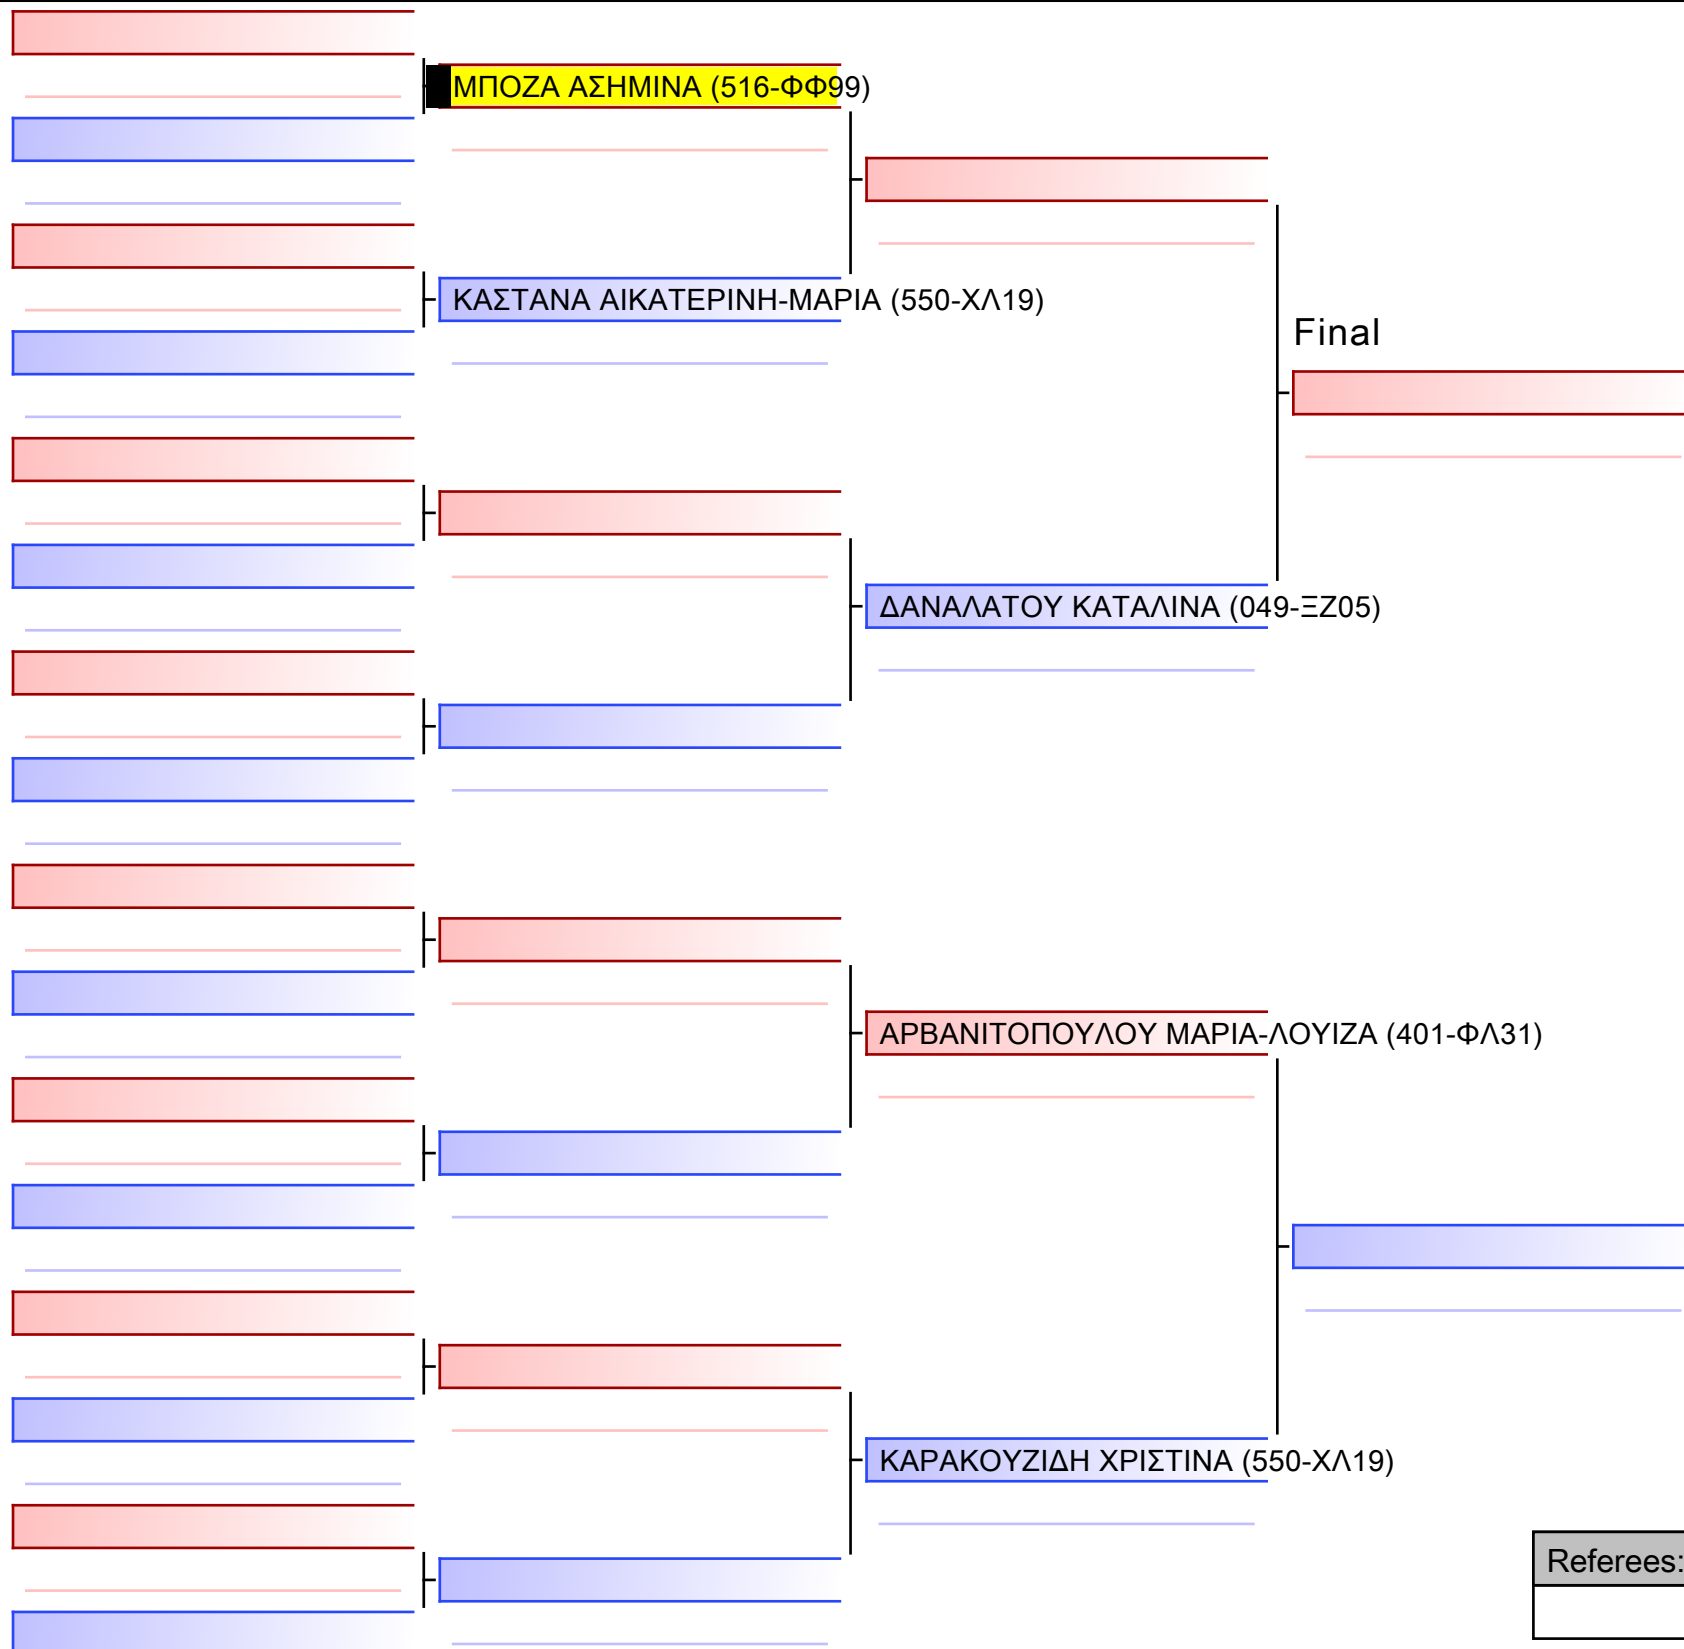 ΜΠΟΖΑ ΑΣΗΜΙΝΑ (516-ΦΦ99)
ΚΑΣΤΑΝΑ ΑΙΚΑΤΕΡΙΝΗ-ΜΑΡΙΑ (550-ΧΛ19)
Final
ΔΑΝΑΛΑΤΟΥ ΚΑΤΑΛΙΝΑ (049-ΞΖ05)
ΑΡΒΑΝΙΤΟΠΟΥΛΟΥ ΜΑΡΙΑ-ΛΟΥΙΖΑ (401-ΦΛ31)
ΚΑΡΑΚΟΥΖΙΔΗ ΧΡΙΣΤΙΝΑ (550-ΧΛ19)
Referees: